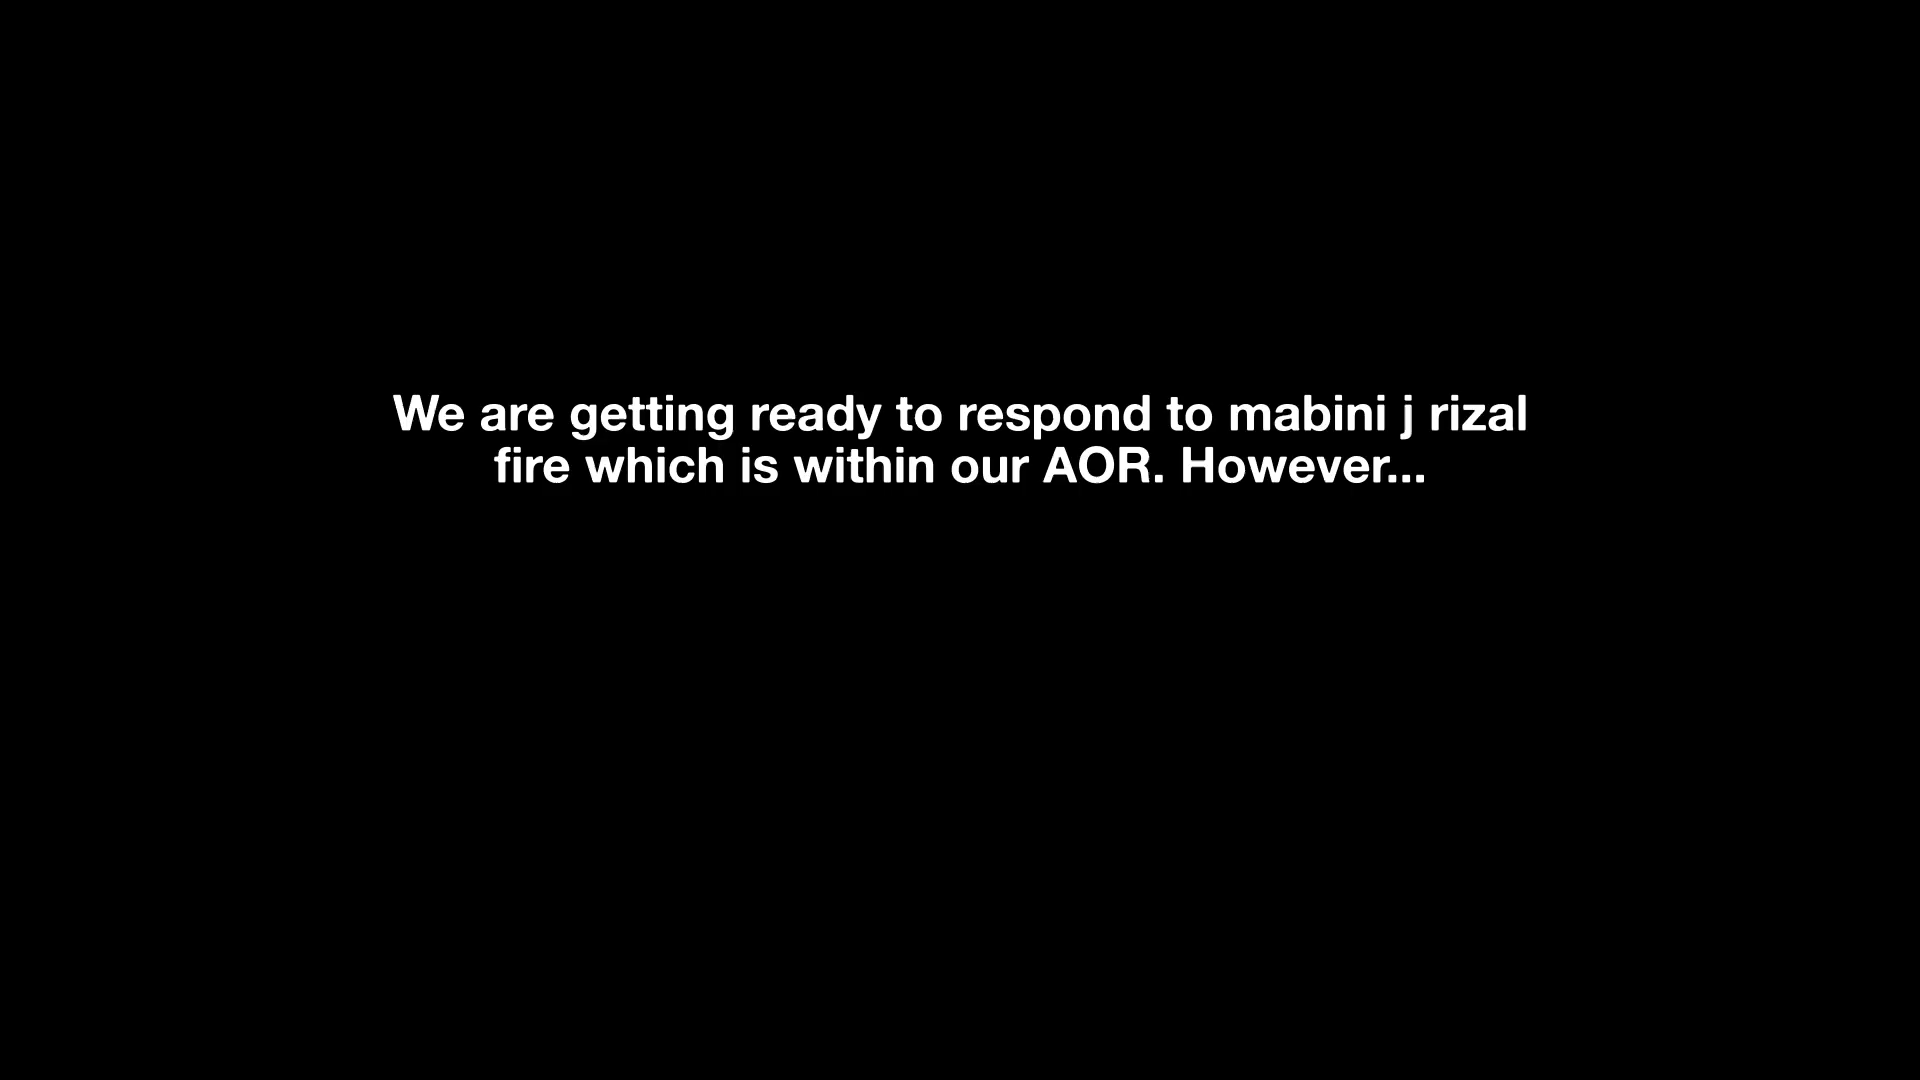 We are getting ready to respond to mabini j rizal
fire which is within our AOR. However...